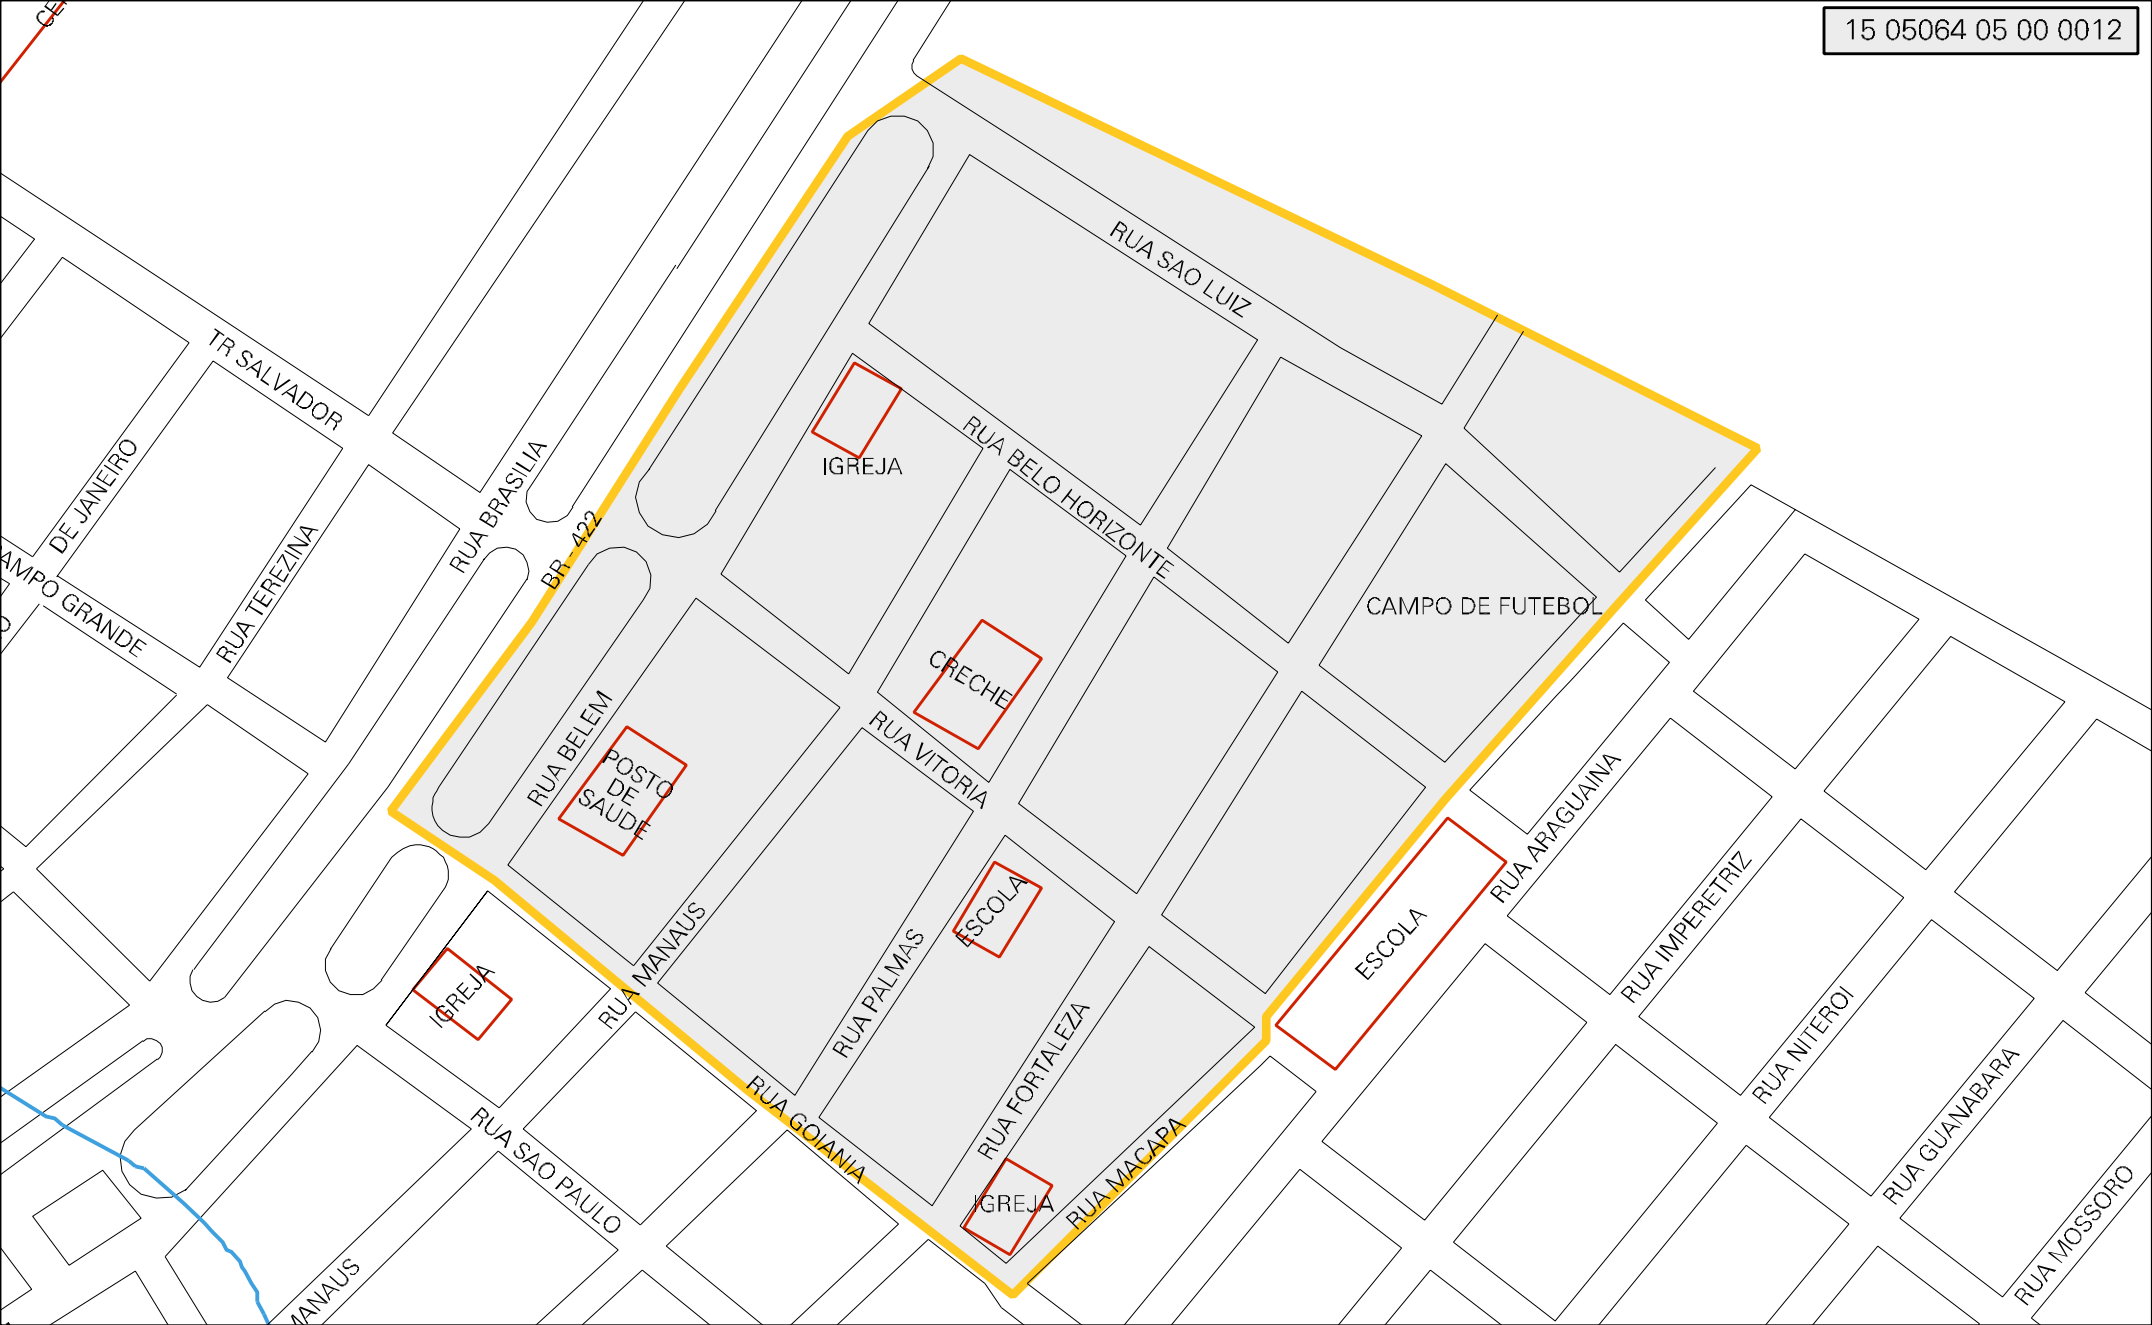 15 05064 05 00 0012
RUA SAO LUIZ
TR SALVADOR
RUA BELO HORIZONTE
IGREJA
DE JANEIRO
RUA BRASILIA
BR - 422
RUA TEREZINA
AMPO GRANDE
CAMPO DE FUTEBOL
CRECHE
RUA VITORIA
RUA BELEM
POSTO
DE
SAUDE
RUA ARAGUAINA
ESCOLA
ESCOLA
RUA IMPERETRIZ
RUA MANAUS
RUA PALMAS
IGREJA
RUA NITEROI
RUA FORTALEZA
RUA GOIANIA
RUA GUANABARA
RUA SAO PAULO
RUA MACAPA
IGREJA
RUA MOSSORO
MANAUS